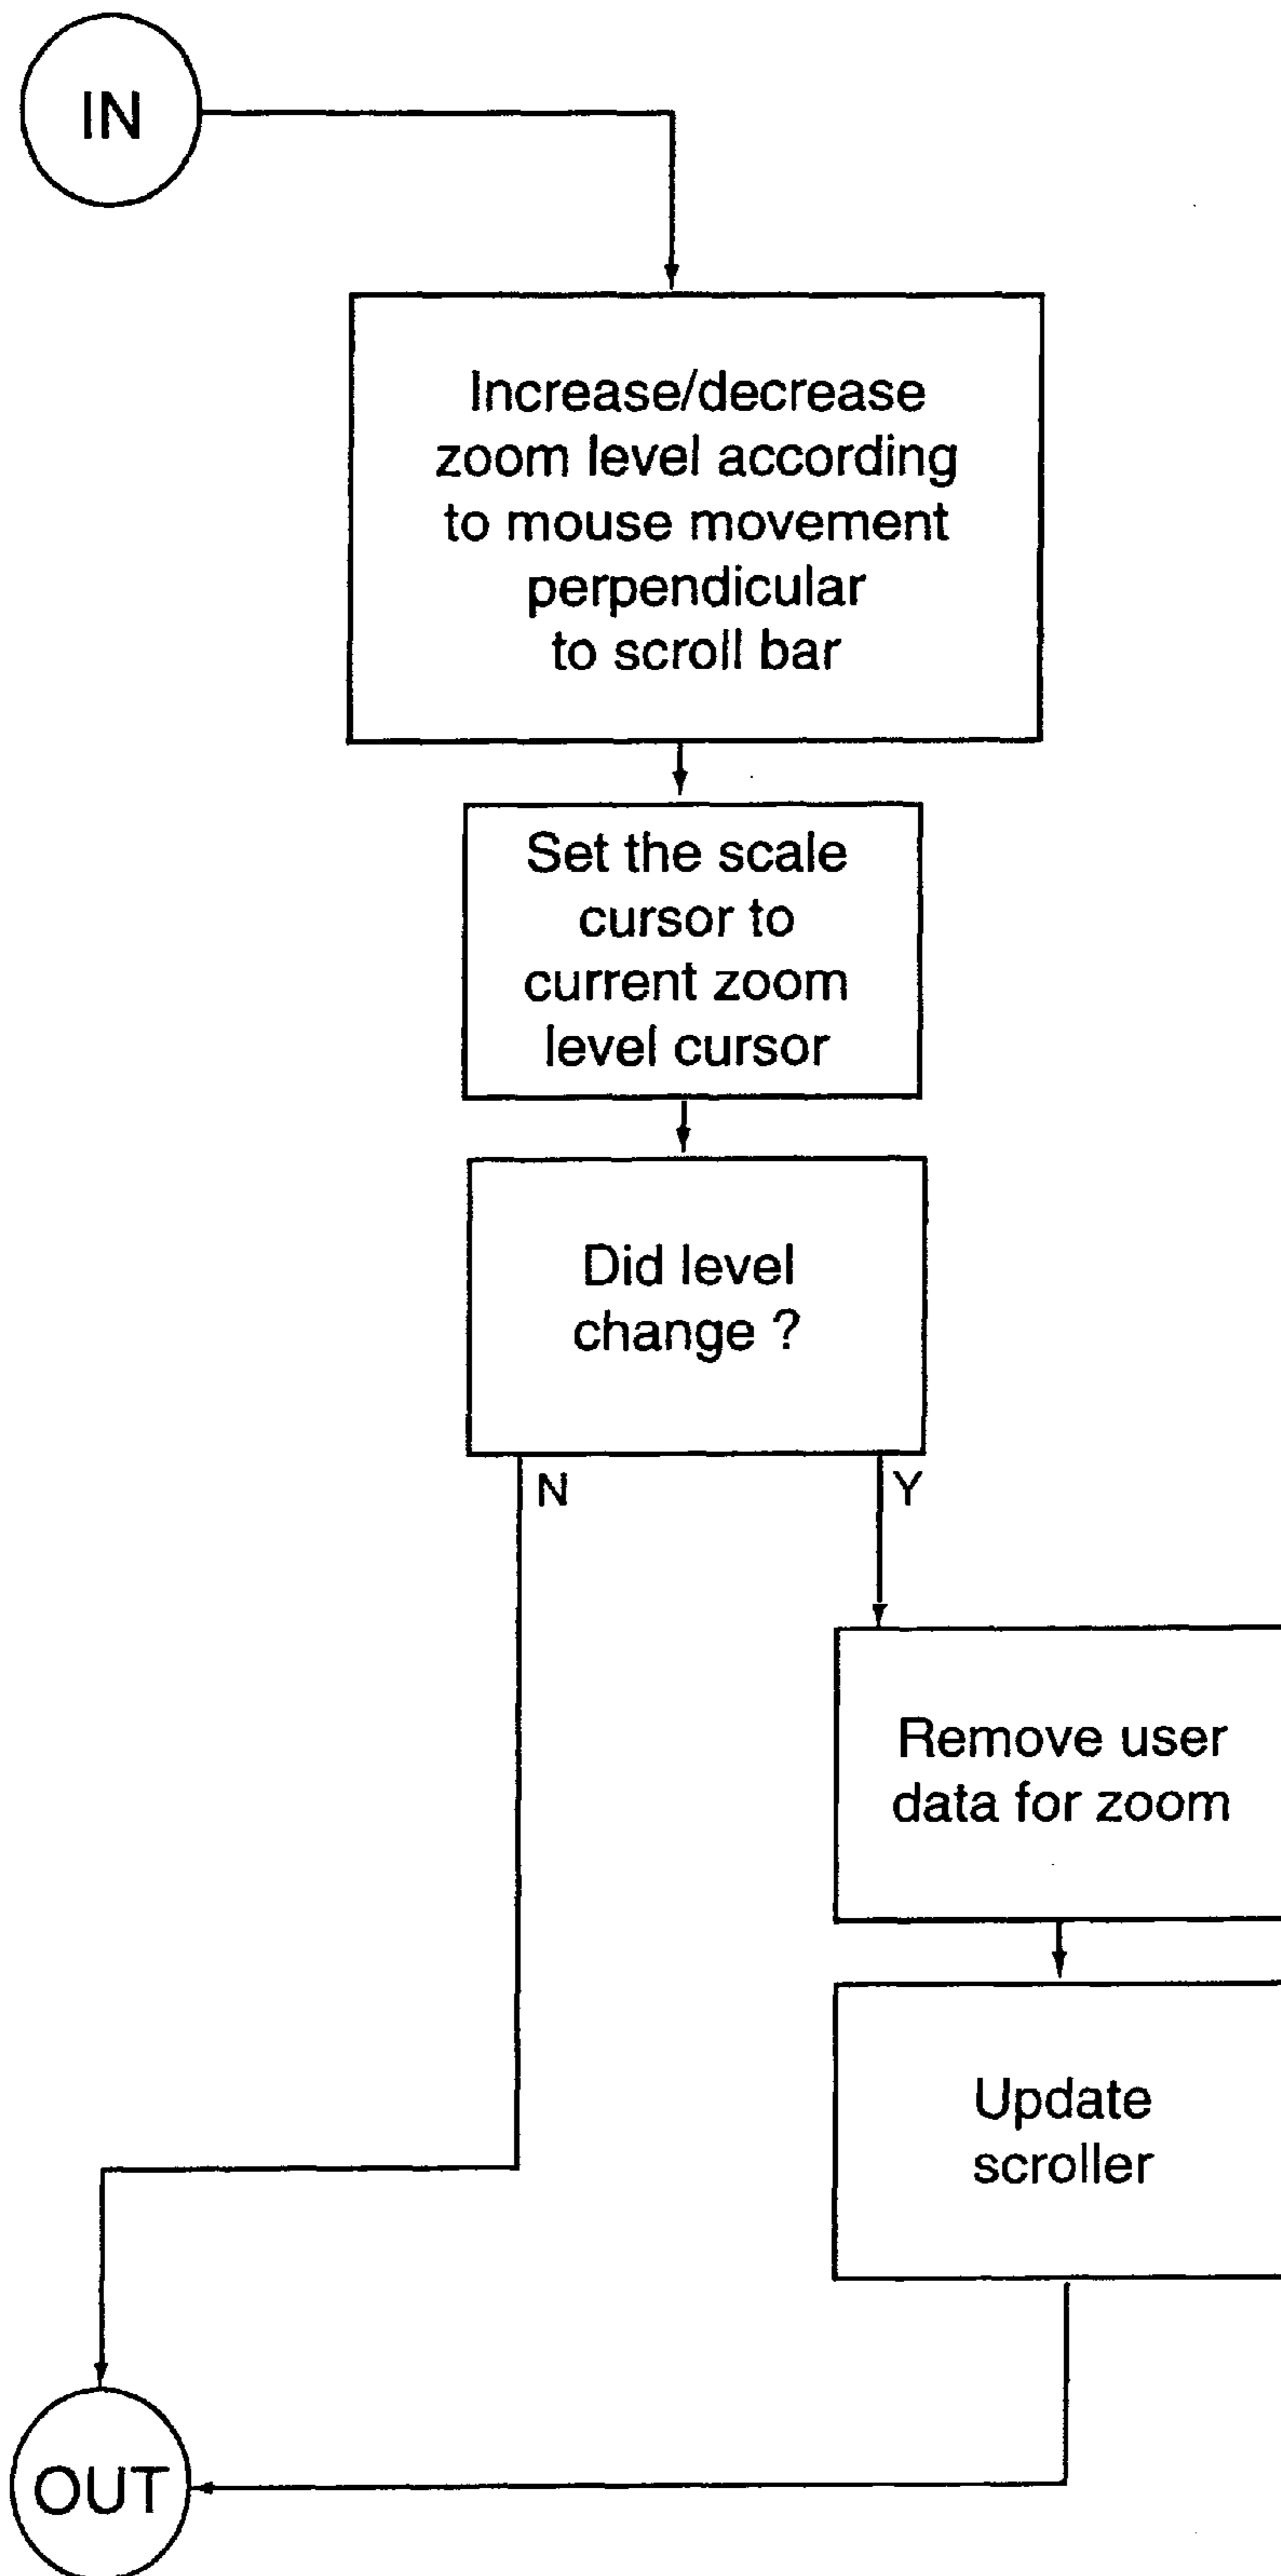 IN
Increase/decrease
zoom level according
to mouse movement
perpendicular
to scroll bar
Set the scale
cursor to
current zoom
level cursor
Did level
change ?
N
Y
Remove user
data for zoom
Update
scroller
OUT